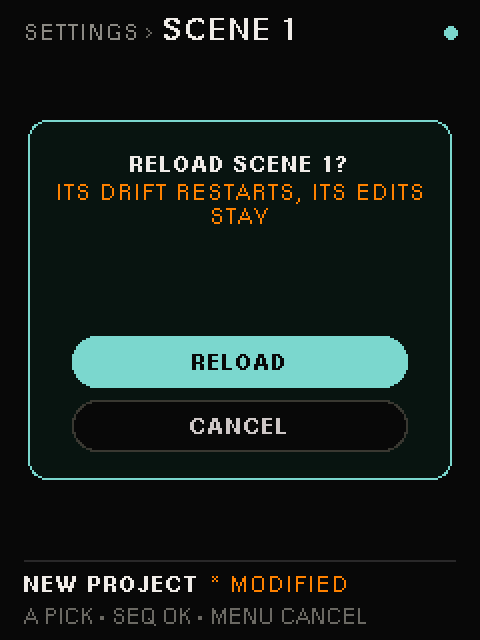 SETTINGS › SCENE 1
RELOAD SCENE 1?
ITS DRIFT RESTARTS, ITS EDITS
STAY
RELOAD
CANCEL
NEW PROJECT * MODIFIED
A PICK · SEQ OK · MENU CANCEL